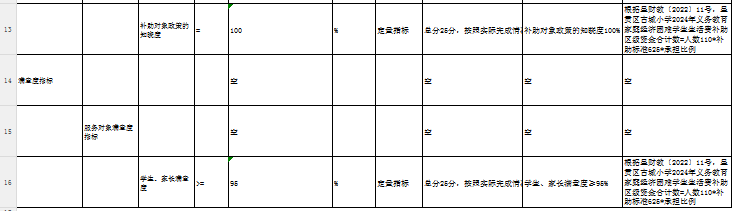 根据呈财教〔2022〕11号，呈
贡区古城小学2024年义务教育
家庭经济困难学生生活费补助
区级资金合计数=人数110*补
助标准625*承担比例
13
补助对象政策的
知晓度
=
100
%
定量指标
总分25分，按照实际完成情
补助对象政策的知晓度100%
14
满意度指标
空
空
空
空
15
服务对象满意度
指标
空
空
空
空
16
学生、家长满意
度
>=
95
%
定量指标
总分25分，按照实际完成情
学生、家长满意度≥95%
根据呈财教〔2022〕11号，呈
贡区古城小学2024年义务教育
家庭经济困难学生生活费补助
区级资金合计数=人数110*补
助标准625*承担比例